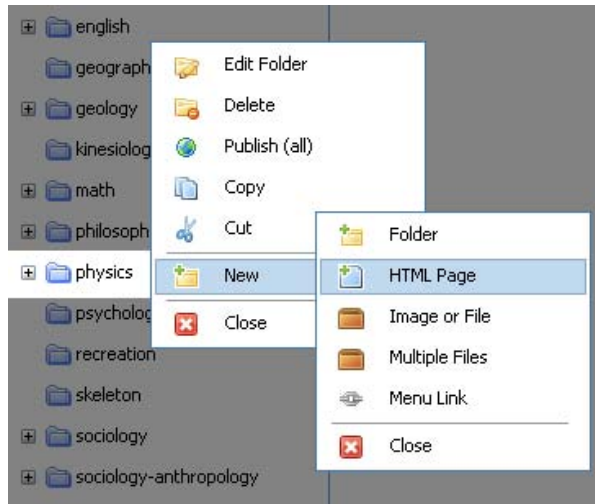 english
geograph
geology
kinesiolog
math
philosoph
physics
psycholog
recreation
skeleton
sociology
sociology-anthropology
Edit Folder
Delete
Publish (all)
Copy
Cut
New
Close
Folder
HTML Page
Image or File
Multiple Files
Menu Link
Close